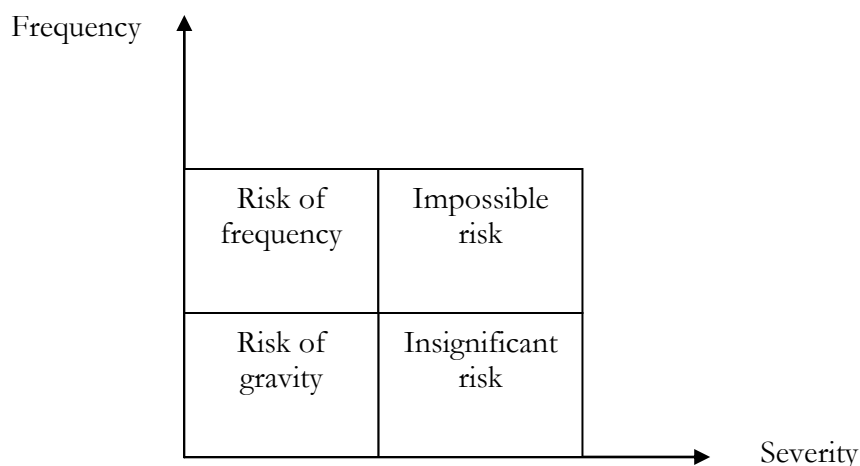 Frequency
Risk of
frequency
Impossible
risk
Risk of
gravity
Insignificant
risk
Severity